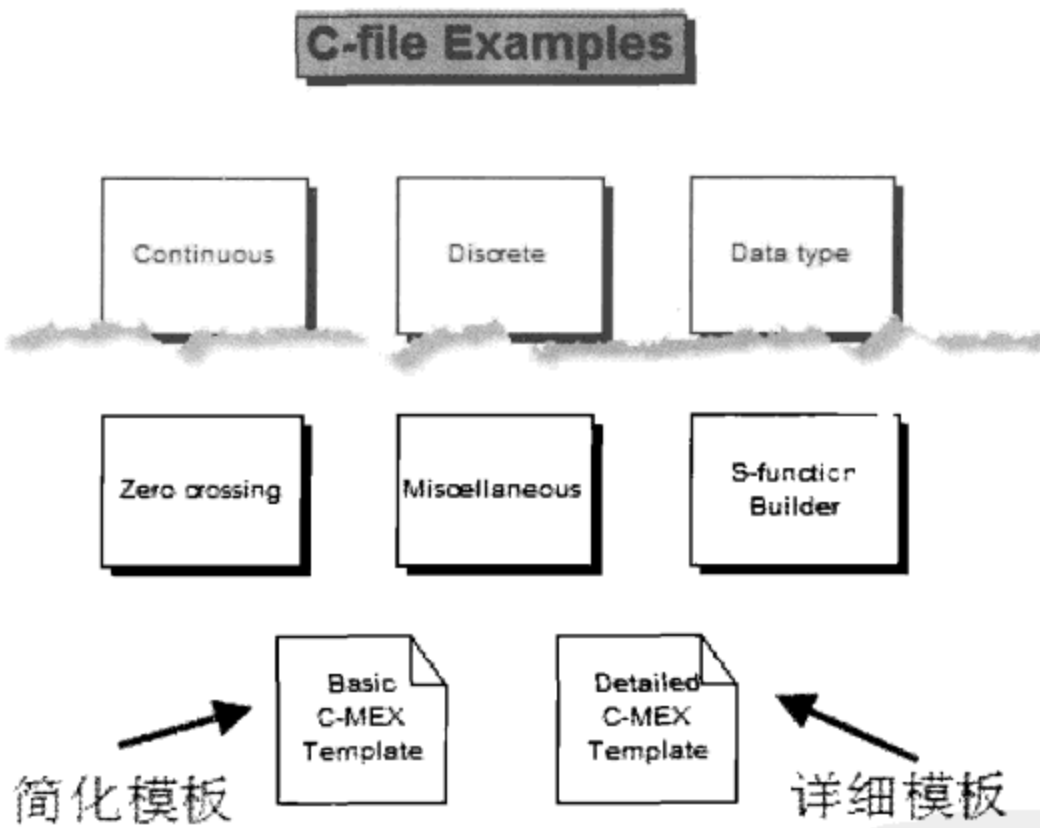 C-file Examples
Continuous
Discrete
Data type
Zero crossing
Miscellaneous
S-function
Builder
Basic
C-MEX
Template
Detailed
C-MEX
Template
简化模板
详细模板